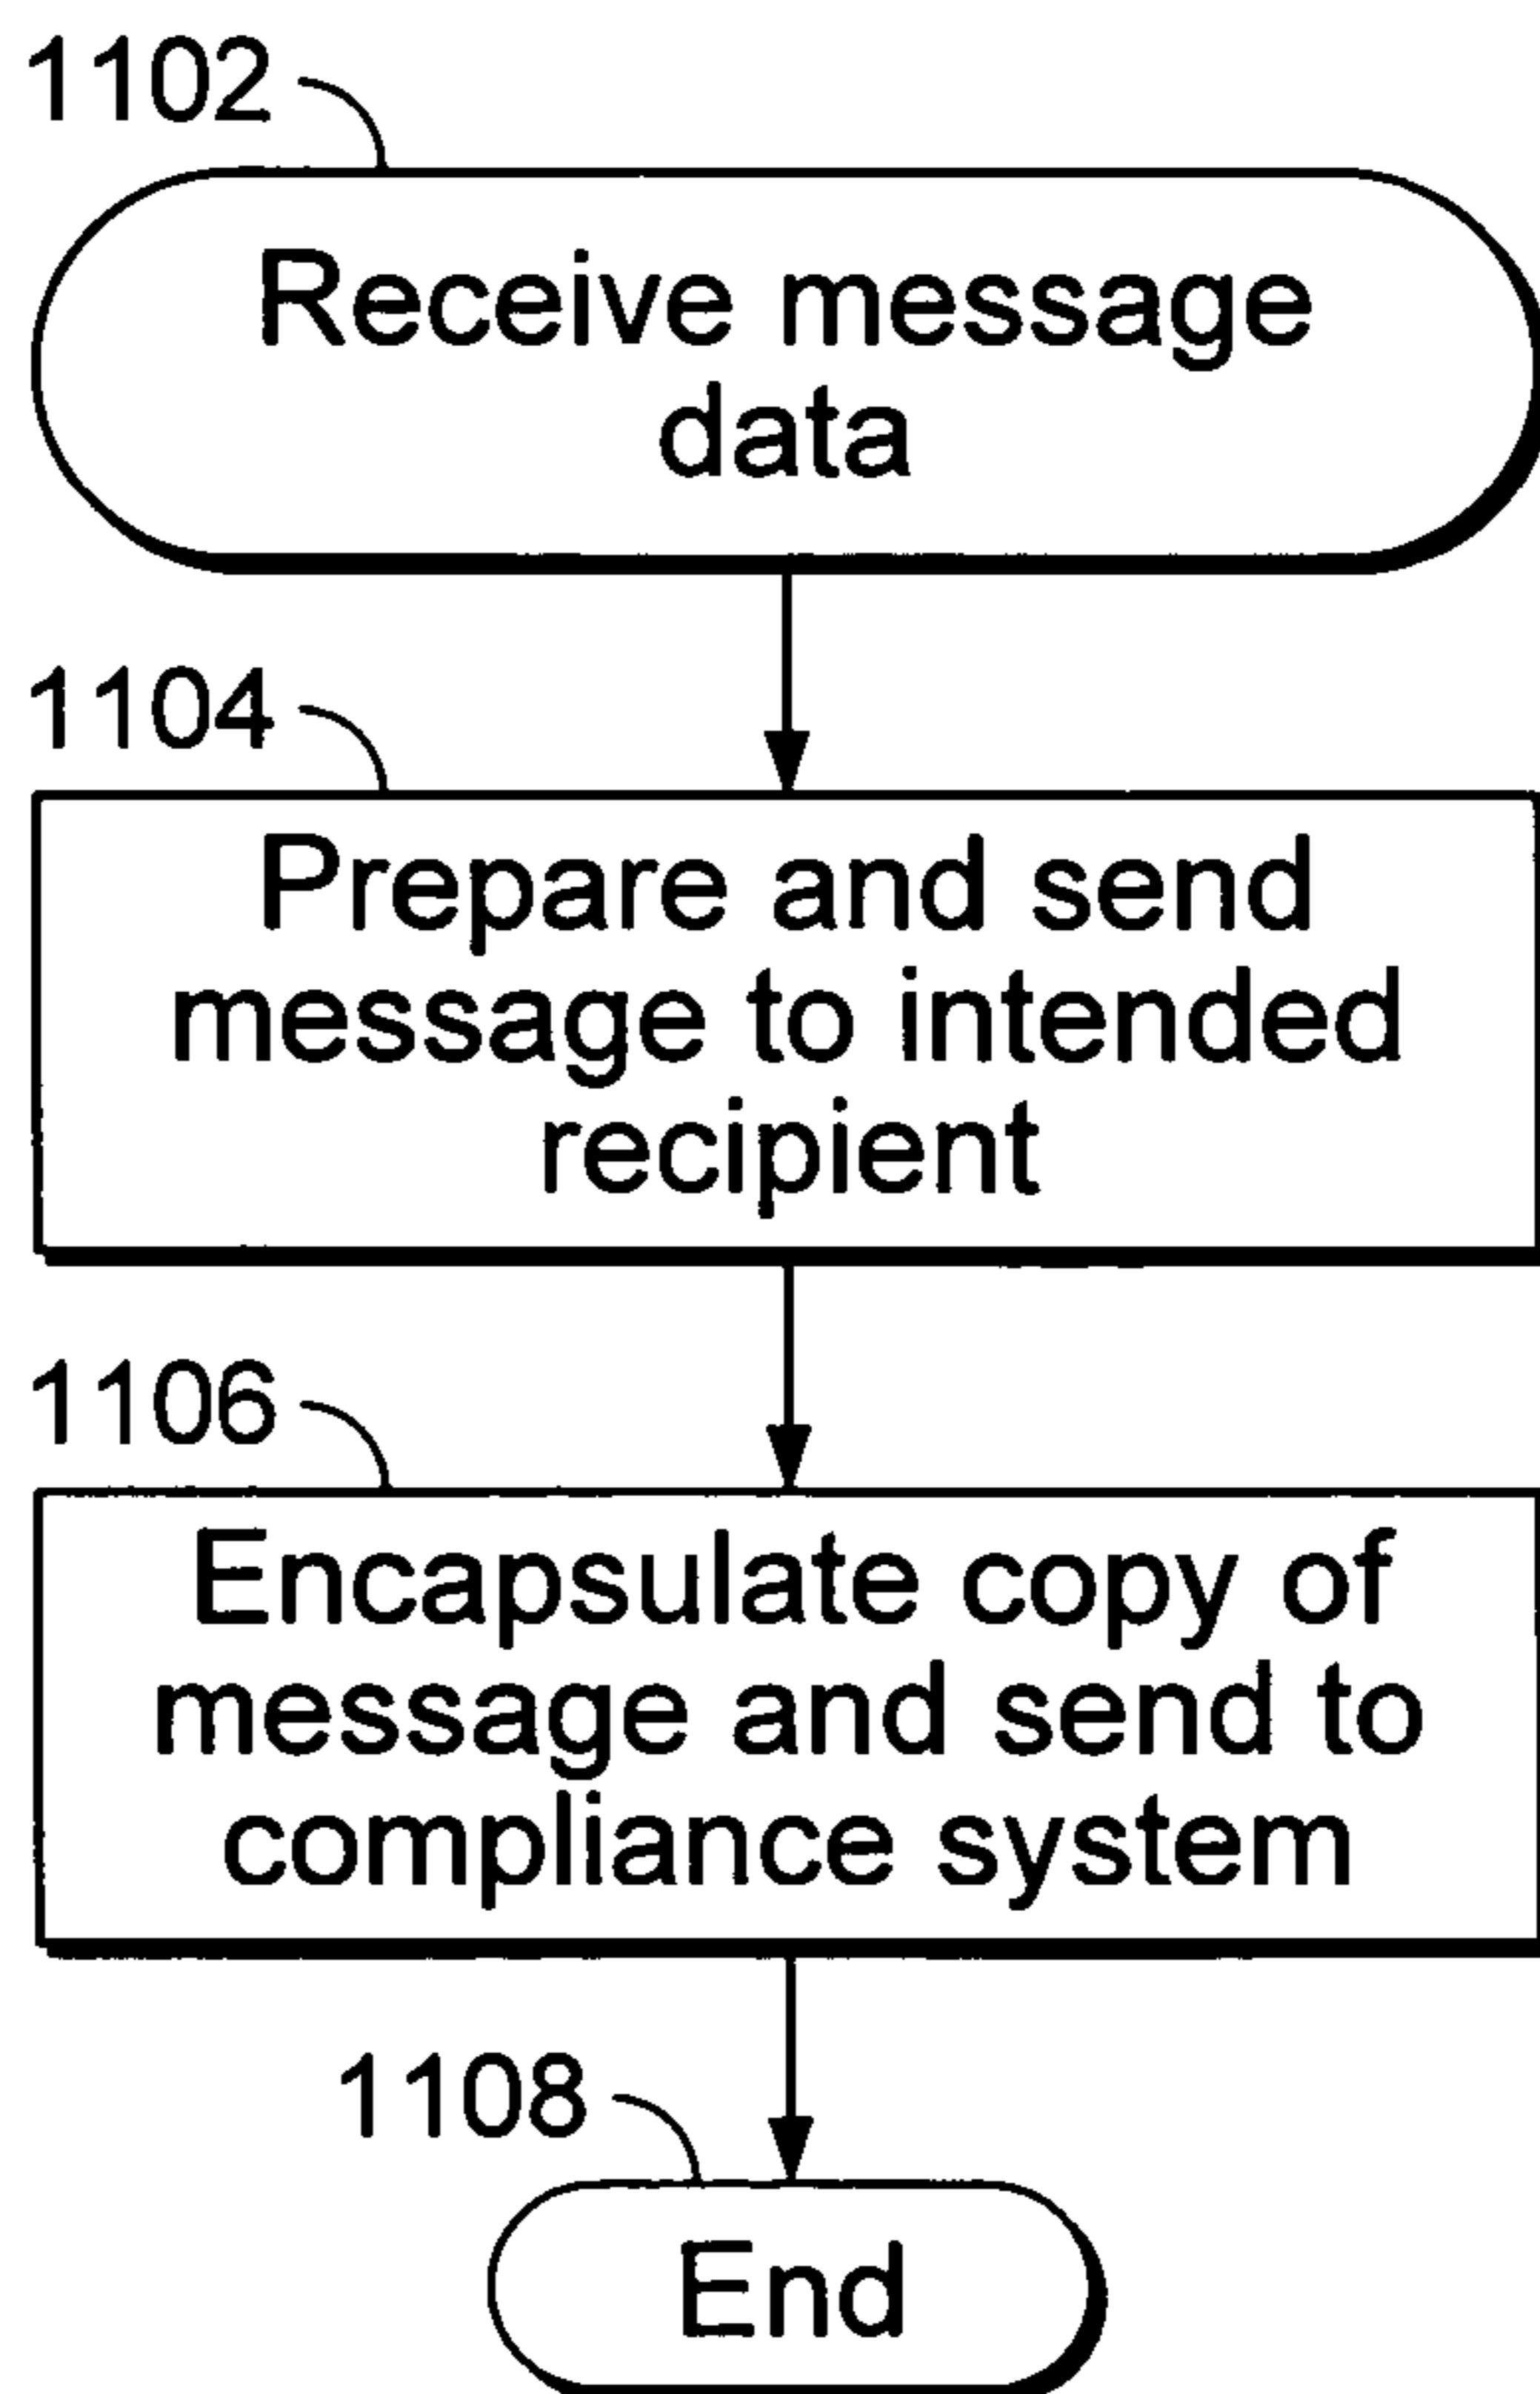 1102
Receive message
data
1104
Prepare and send
message to intended
recipient
1106
Encapsulate copy of
message and send to
compliance system
1108
End